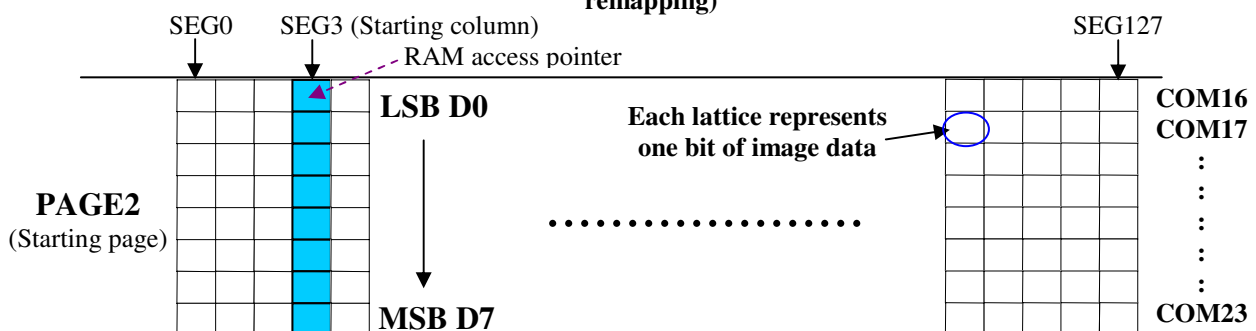 remapping)
SEG0 SEG3 (Starting column) SEG127
RAM access pointer
LSB D0
Each lattice represents
one bit of image data
COM16
COM17
:
:
:
:
:
COM23
PAGE2
(Starting page)
.....................
MSB D7